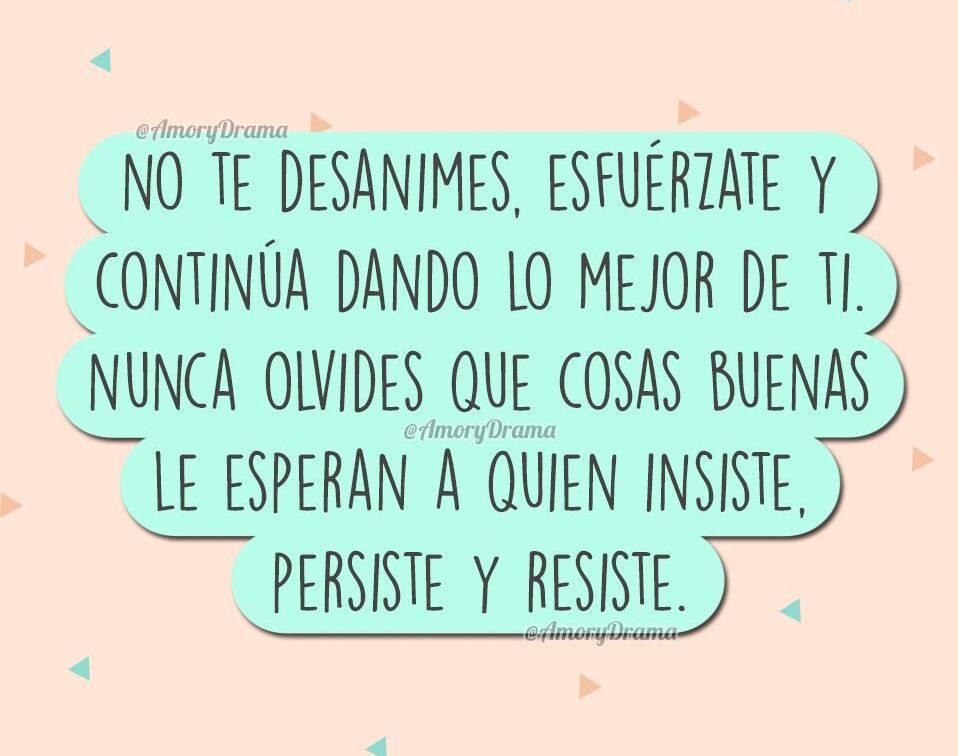 @AmoryDrama
NO TE DESANIMES, ESFUÉRZATE Y
CONTINÚA DANDO LO MEJOR DE TI.
NUNCA OLVIDES QUE COSAS BUENAS
@AmoryDrama
LE ESPERAN A QUIEN INSISTE,
PERSISTE Y RESISTE.
@AmoryDrama